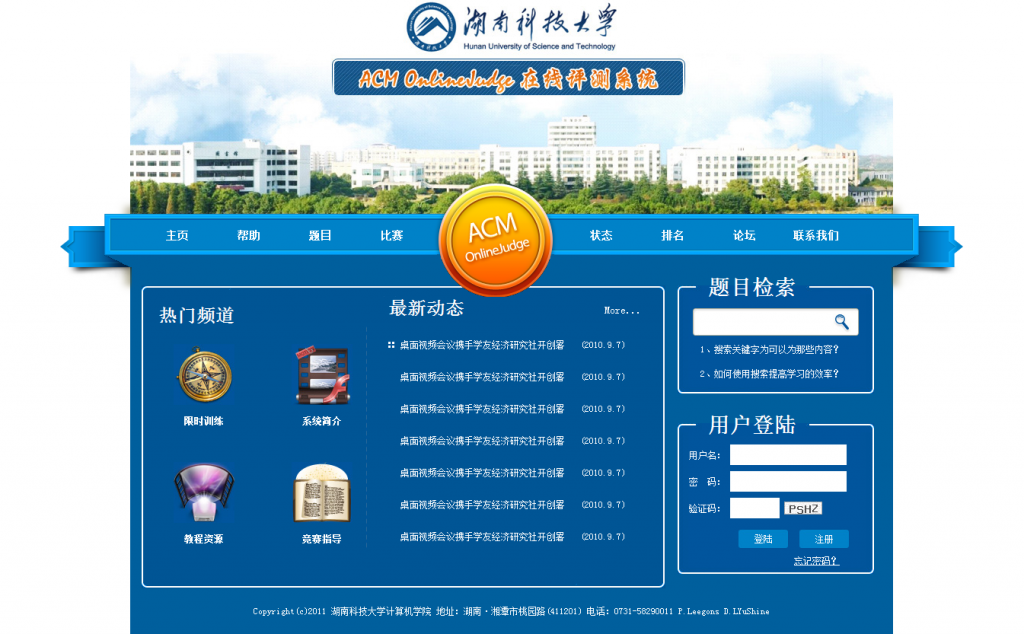 湖南科技大学
Hunan University of Science and Technology
ACM OnlineJudge 在线评测系统
主页 帮助 题目 比赛 ACM OnlineJudge 状态 排名 论坛 联系我们
热门频道
限时训练
系统简介
教程资源
竞赛指导
最新动态 More...
桌面视频会议携手学友经济研究社开创署 (2010.9.7)
桌面视频会议携手学友经济研究社开创署 (2010.9.7)
桌面视频会议携手学友经济研究社开创署 (2010.9.7)
桌面视频会议携手学友经济研究社开创署 (2010.9.7)
桌面视频会议携手学友经济研究社开创署 (2010.9.7)
桌面视频会议携手学友经济研究社开创署 (2010.9.7)
桌面视频会议携手学友经济研究社开创署 (2010.9.7)
题目检索
1、搜索关键字为可以为那些内容?
2、如何使用搜索提高学习的效率?
用户登陆
用户名:
密 码:
验证码: PSHZ
登陆 注册
忘记密码?
Copyright(c)2011 湖南科技大学计算机学院 地址: 湖南·湘潭市桃园路(411201) 电话: 0731-58290011 P.Leegons D.LYuShine